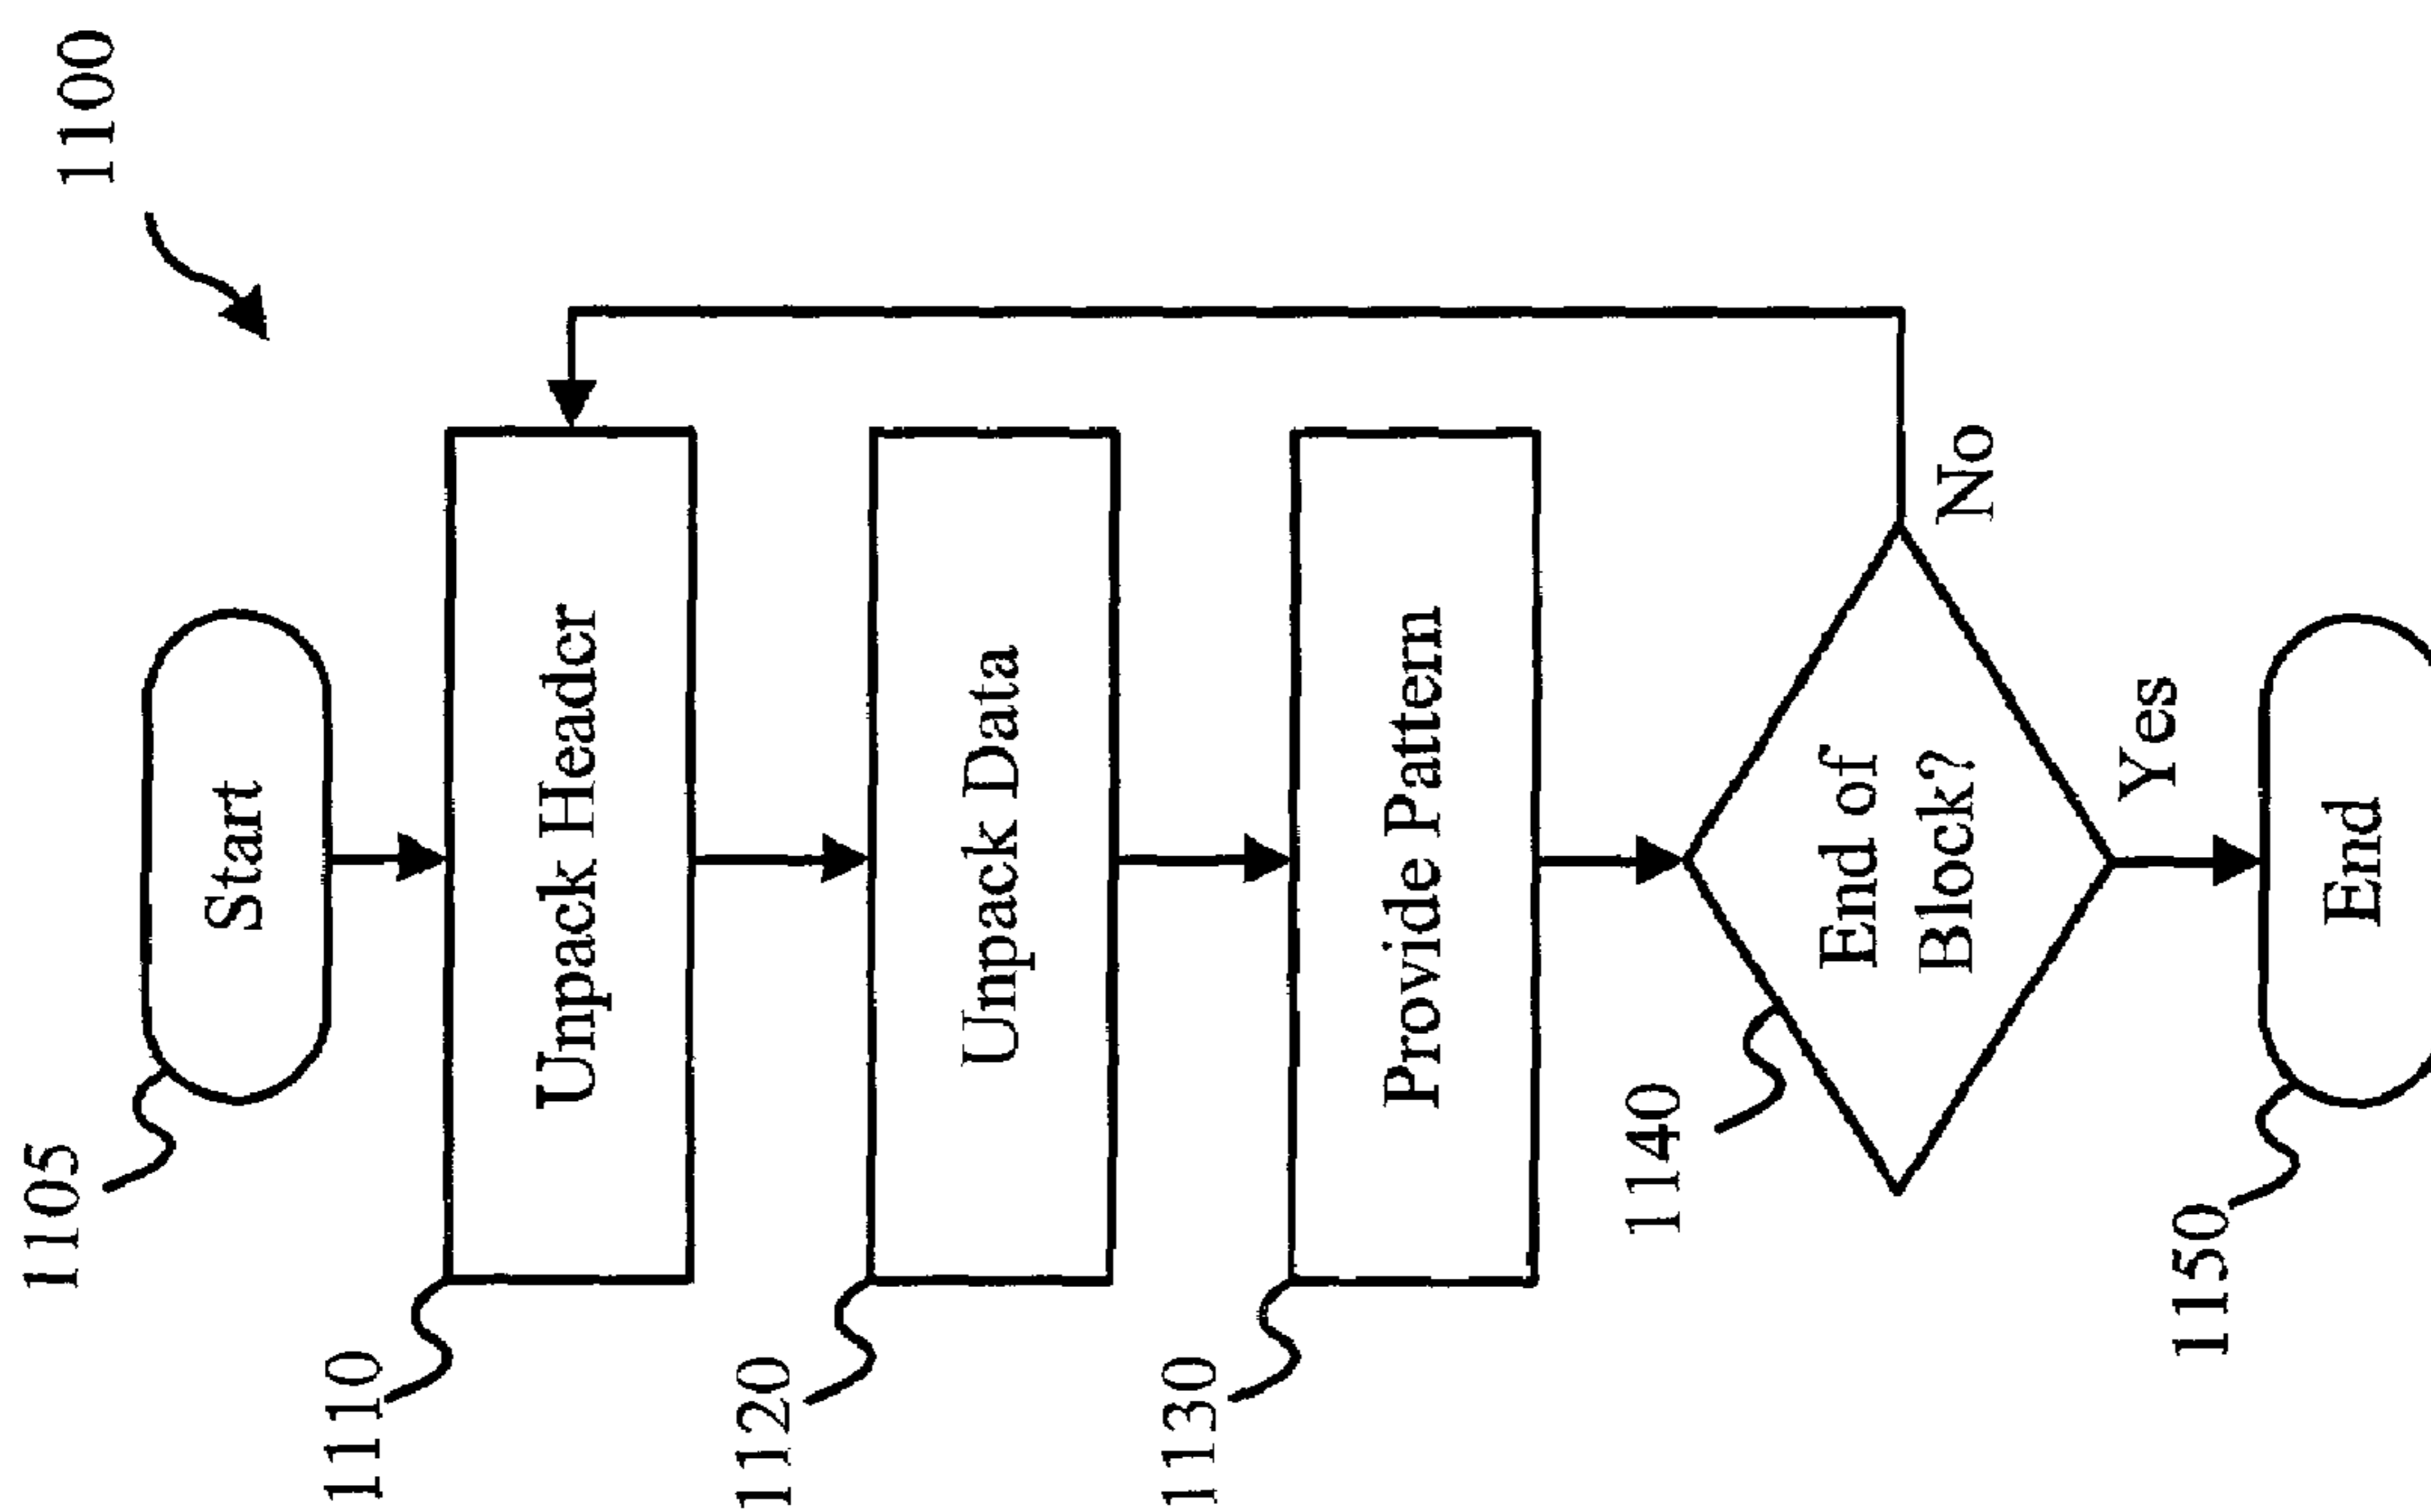 1100
1105
Start
1110
Unpack Header
1120
Unpack Data
1130
Provide Pattern
1140
End of
Block?
No
Yes
1150
End